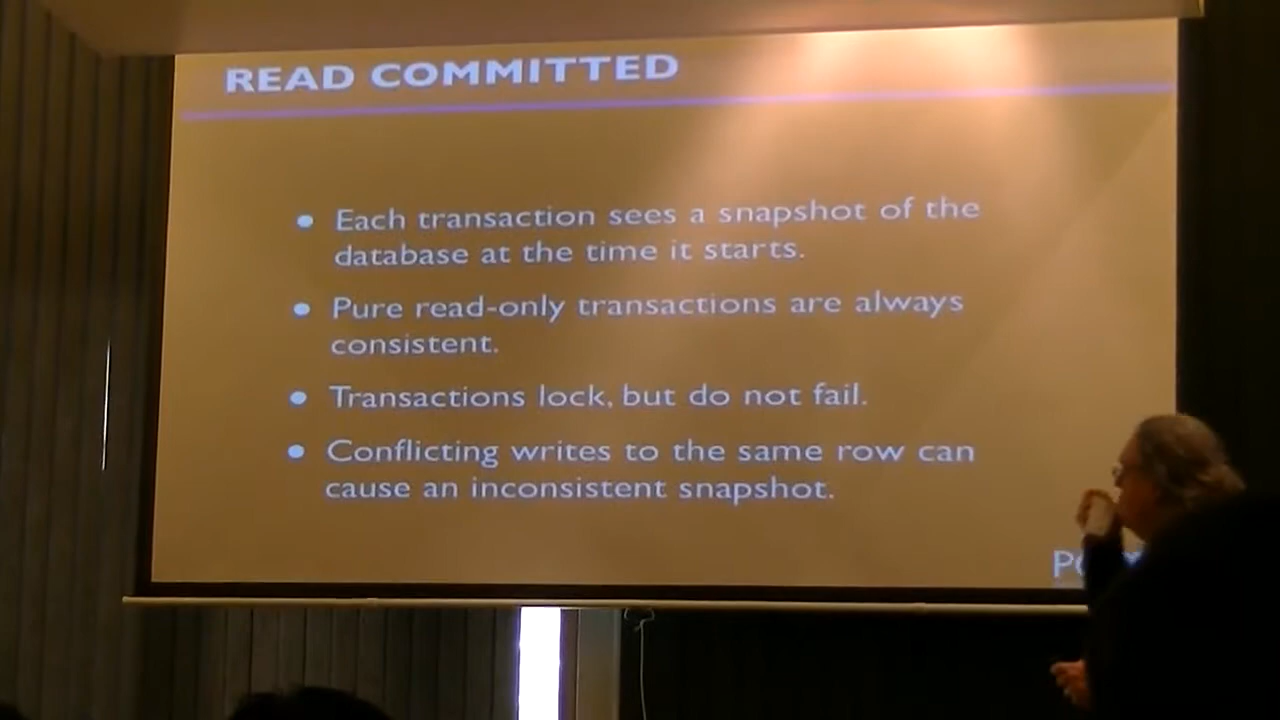 READ COMMITTED
• Each transaction sees a snapshot of the
database at the time it starts.
• Pure read-only transactions are always
consistent.
• Transactions lock, but do not fail.
• Conflicting writes to the same row can
cause an inconsistent snapshot.